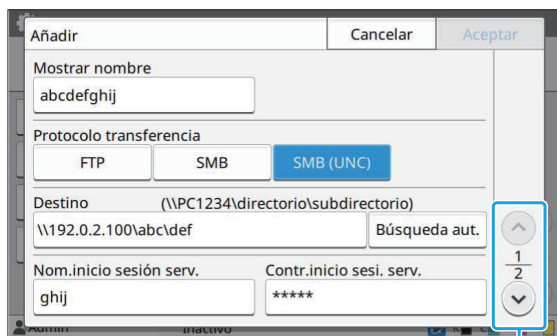 Añadir Cancelar Aceptar
Mostrar nombre
abcdefghij
Protocolo transferencia
FTP SMB SMB (UNC)
Destino (\\PC1234\directorio\subdirectorio)
\\192.0.2.100\abc\def Búsqueda aut.
1
2
Nom.inicio sesión serv. Contr.inicio sesi. serv.
ghij *****
Admin Inactivo